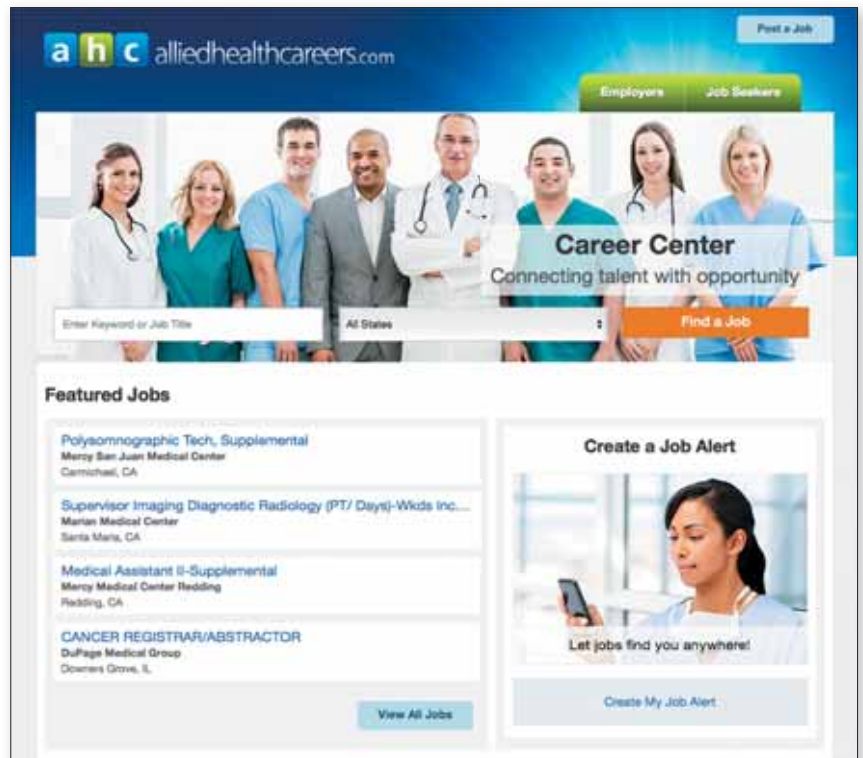 Post a Job
ahc alliedhealthcareers.com
Employers Job Seekers
Career Center
Connecting talent with opportunity
Enter Keyword or Job Title All States Find a Job
Featured Jobs
Polysomnographic Tech, Supplemental
Mercy San Juan Medical Center
Carmichael, CA
Supervisor Imaging Diagnostic Radiology (PT/ Days)-Wkds Inc...
Marian Medical Center
Santa Maria, CA
Medical Assistant II-Supplemental
Mercy Medical Center Redding
Redding, CA
CANCER REGISTRAR/ABSTRACTOR
DuPage Medical Group
Downers Grove, IL
View All Jobs
Create a Job Alert
Let jobs find you anywhere!
Create My Job Alert